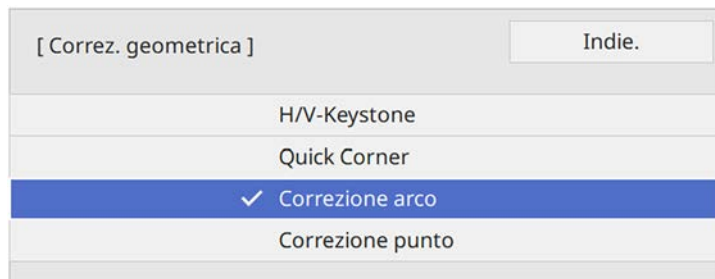 [ Correz. geometrica ]
Indie.
H/V-Keystone
Quick Corner
Correzione arco
Correzione punto